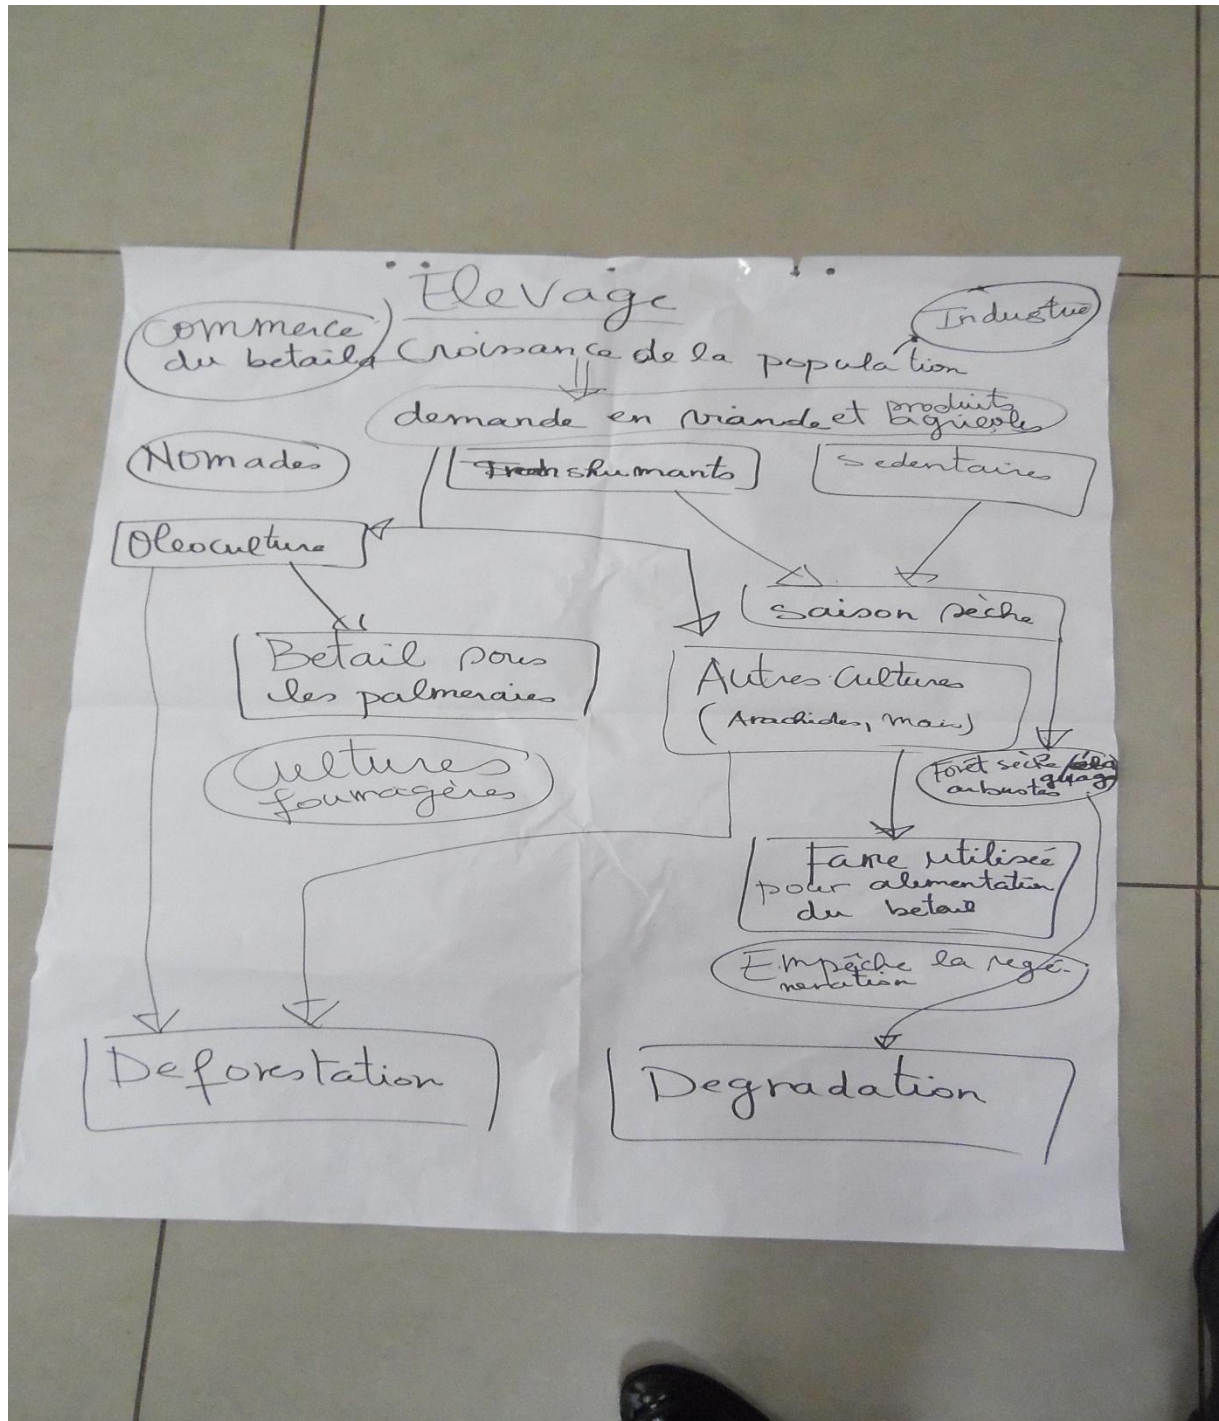 Elevage
Commerce
du betail
Industrie
Croissance de la population
demande en viande et produits
agricoles
Nomades
Transhumants
Sedentaires
Oleoculture
Saison sèche
Betail sous
les palmeraies
Autres cultures
(Arachides, mais)
Cultures
fourragères
Forêt sèche /
arbustes
Fane utilisée
pour alimentation
du betail
Empêche la regé-
neration
Deforestation
Degradation